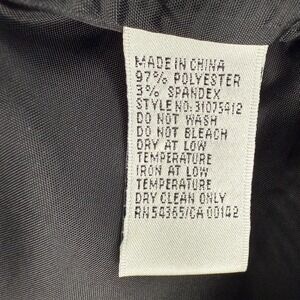 MADE IN CHINA
97% POLYESTER
3% SPANDEX
STYLE NO: 31075412
DO NOT WASH
DO NOT BLEACH
DRY AT LOW
TEMPERATURE
IRON AT LOW
TEMPERATURE
DRY CLEAN ONLY
RN 54365/CA 00142